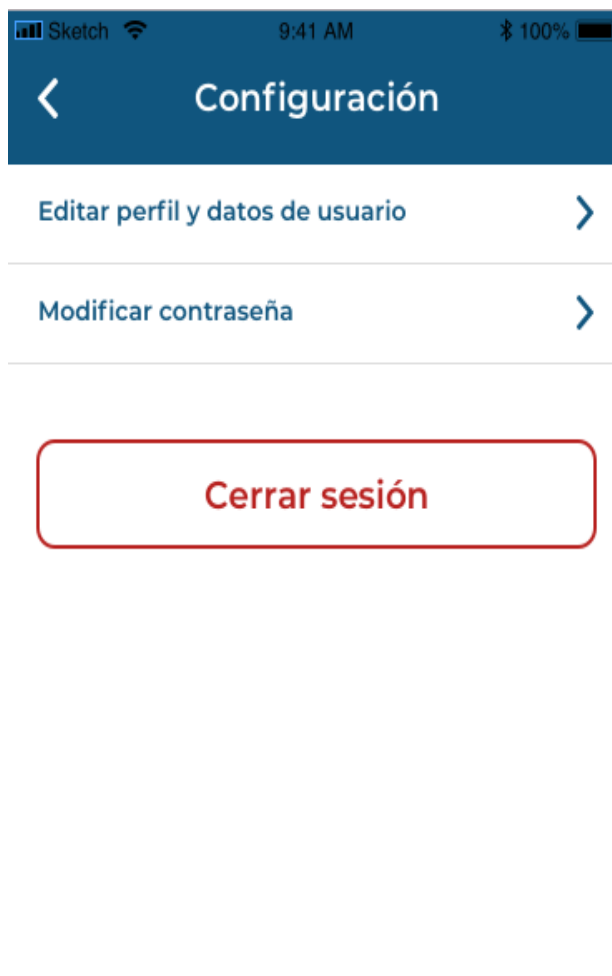 Sketch 9:41 AM 100%
Configuración
Editar perfil y datos de usuario
Modificar contraseña
Cerrar sesión